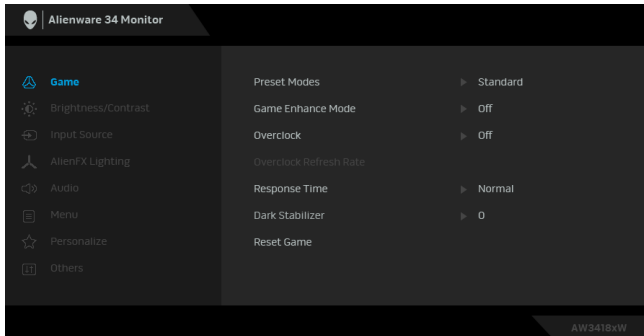 Alienware 34 Monitor
Game
Brightness/Contrast
Input Source
AlienFX Lighting
Audio
Menu
Personalize
Others
Preset Modes Standard
Game Enhance Mode Off
Overclock Off
Overclock Refresh Rate
Response Time Normal
Dark Stabilizer 0
Reset Game
AW3418xW